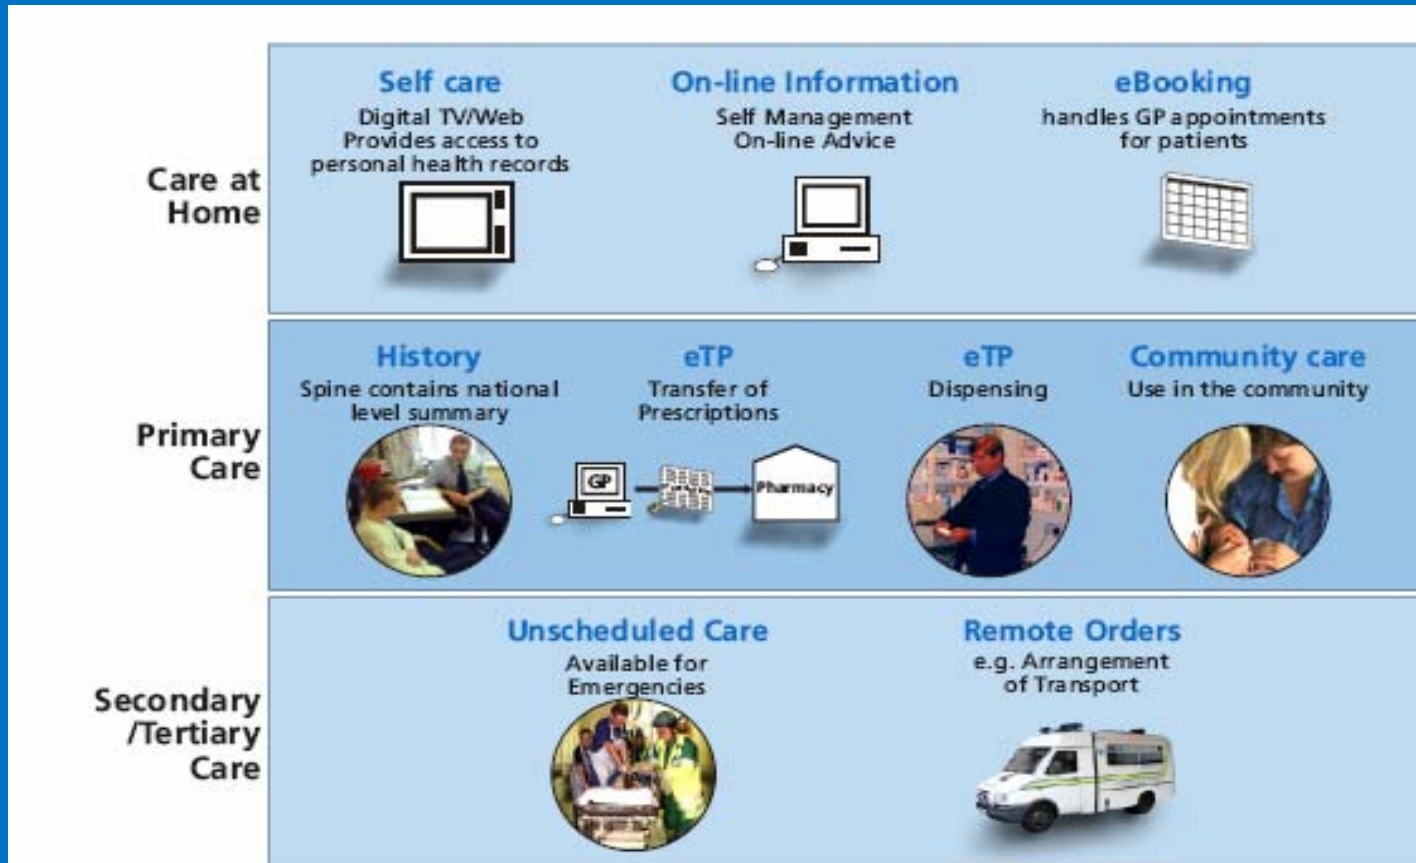 Care at
Home
Self care
Digital TV/Web
Provides access to
personal health records
On-line Information
Self Management
On-line Advice
eBooking
handles GP appointments
for patients
Primary
Care
History
Spine contains national
level summary
eTP
Transfer of
Prescriptions
GP
Pharmacy
eTP
Dispensing
Community care
Use in the community
Secondary
/Tertiary
Care
Unscheduled Care
Available for
Emergencies
Remote Orders
e.g. Arrangement
of Transport